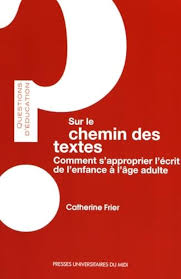 QUESTIONS
D'ÉDUCATION
Sur le
chemin des
textes
Comment s'approprier l'écrit
de l'enfance à l'âge adulte
Catherine Frier
PRESSES UNIVERSITAIRES DU MIDI